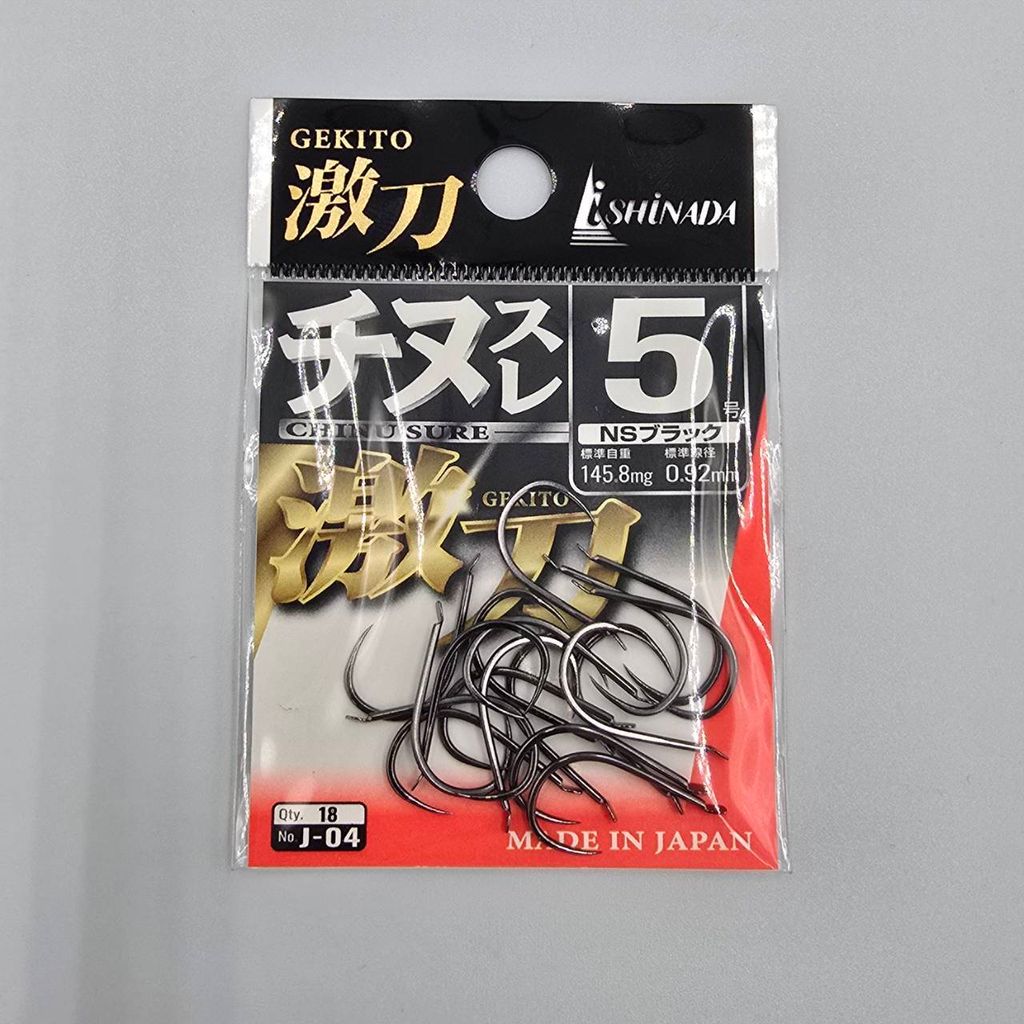 GEKITO
激刀
iSHiNADA
チヌスレ
CHINU SURE
5号
NSブラック
標準自重 標準線径
145.8mg 0.92mm
激刀
GEKITO
Qty. 18
No. J-04
MADE IN JAPAN